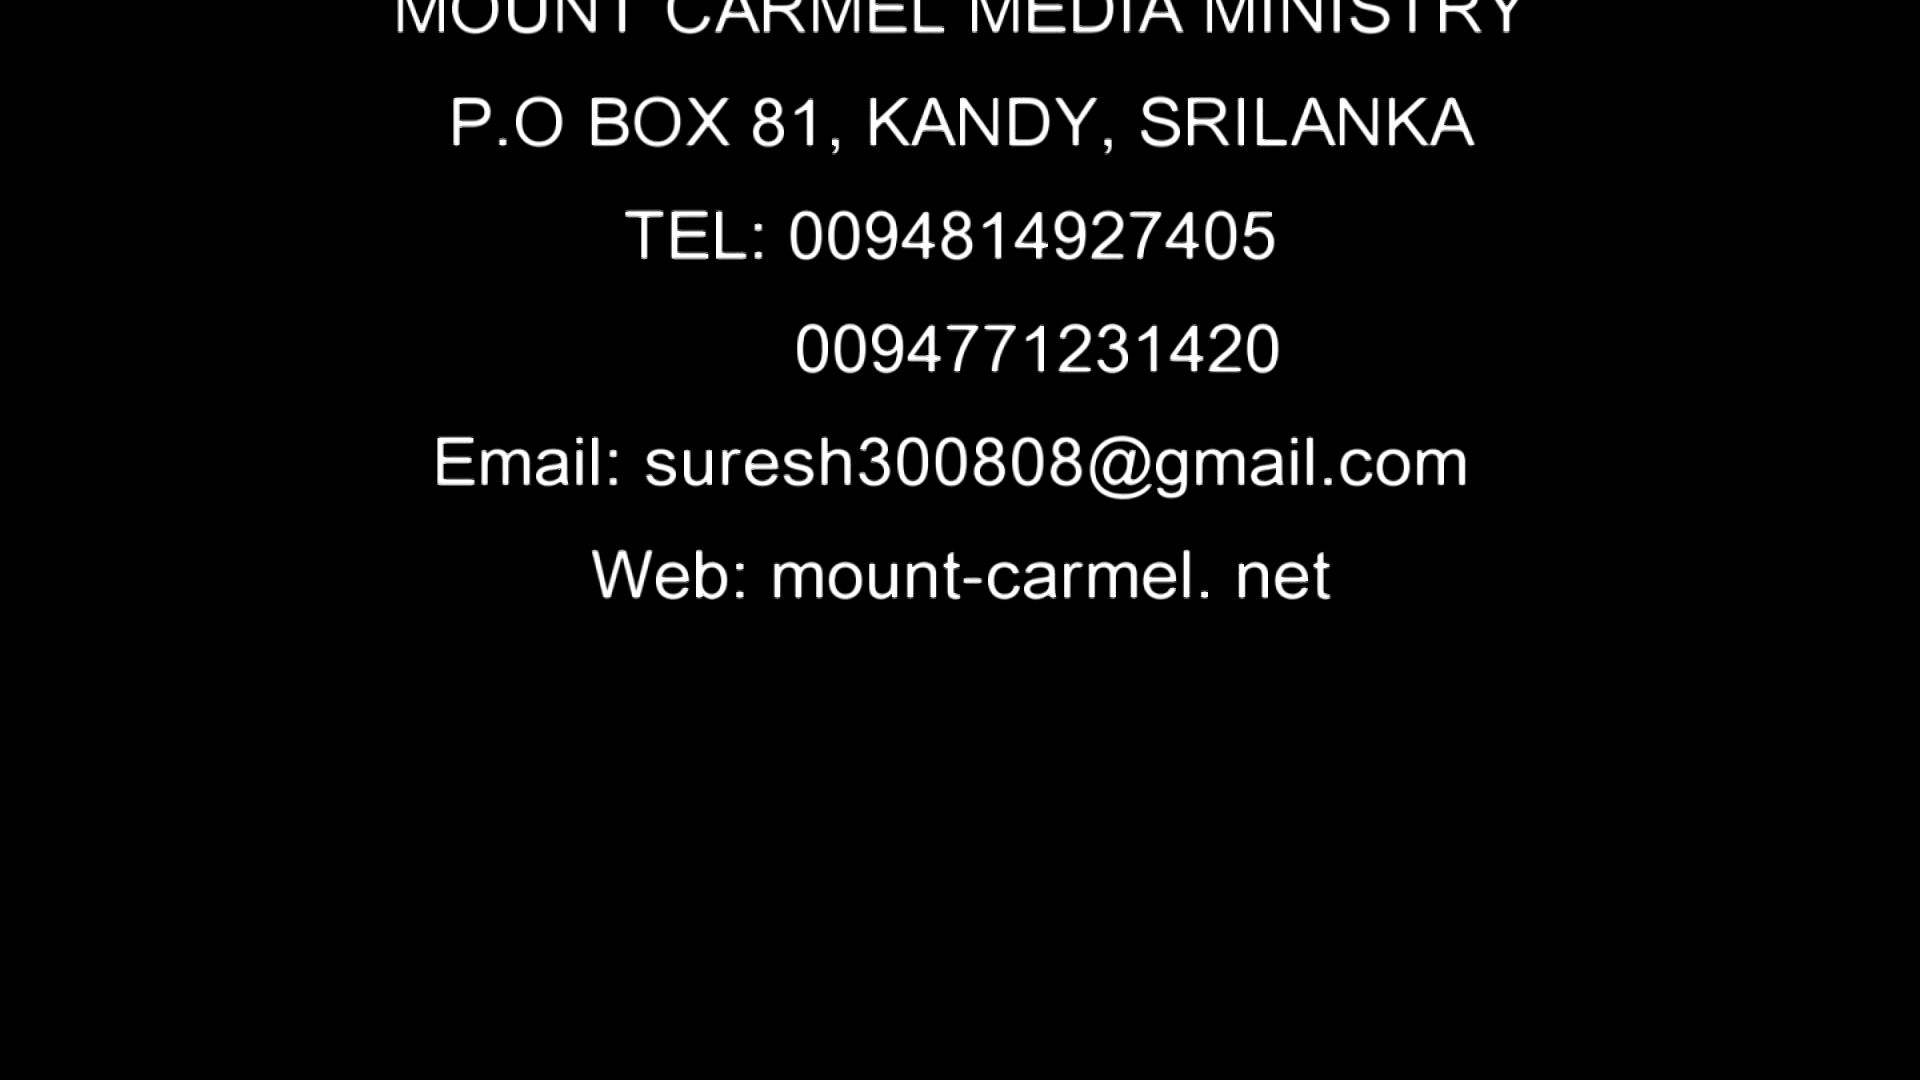 MOUNT CARMEL MEDIA MINISTRY
P.O BOX 81, KANDY, SRILANKA
TEL: 0094814927405
0094771231420
Email: suresh300808@gmail.com
Web: mount-carmel. net